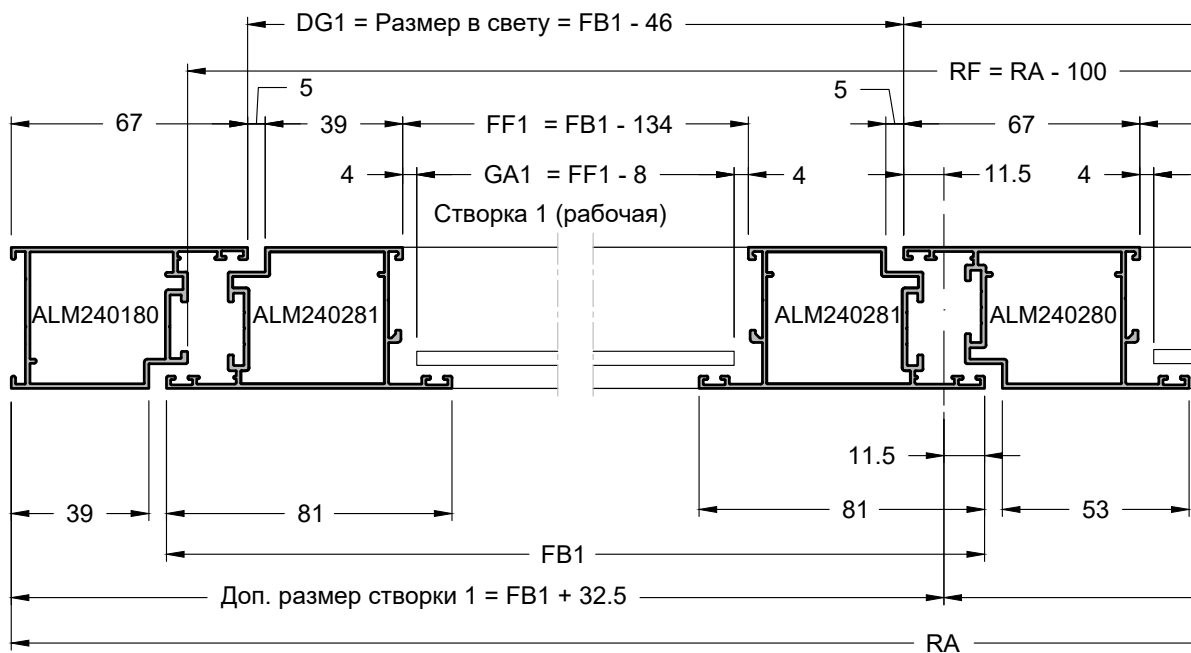 DG1 = Размер в свету = FB1 - 46
RF = RA - 100
5
5
67
39
FF1 = FB1 - 134
67
4
GA1 = FF1 - 8
4
11.5
4
Створка 1 (рабочая)
ALM240180
ALM240281
ALM240281
ALM240280
11.5
39
81
81
53
FB1
Доп. размер створки 1 = FB1 + 32.5
RA